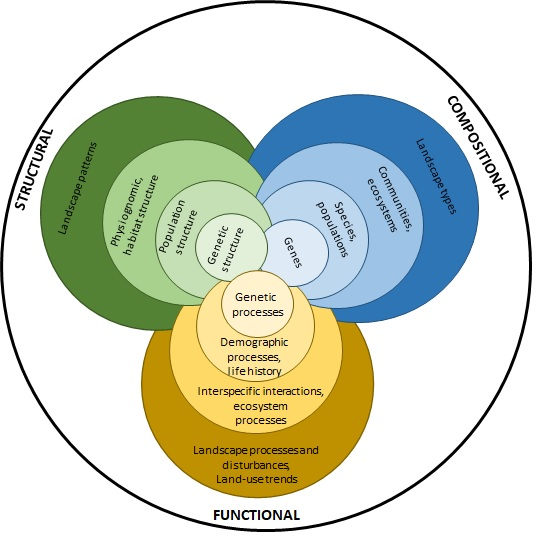 STRUCTURAL
COMPOSITIONAL
Landscape patterns
Physiognomic,
habitat structure
Population
structure
Genetic
structure
Genes
Species,
populations
Communities,
ecosystems
Landscape types
Genetic
processes
Demographic
processes,
life history
Interspecific interactions,
ecosystem
processes
Landscape processes and
disturbances,
Land-use trends
FUNCTIONAL